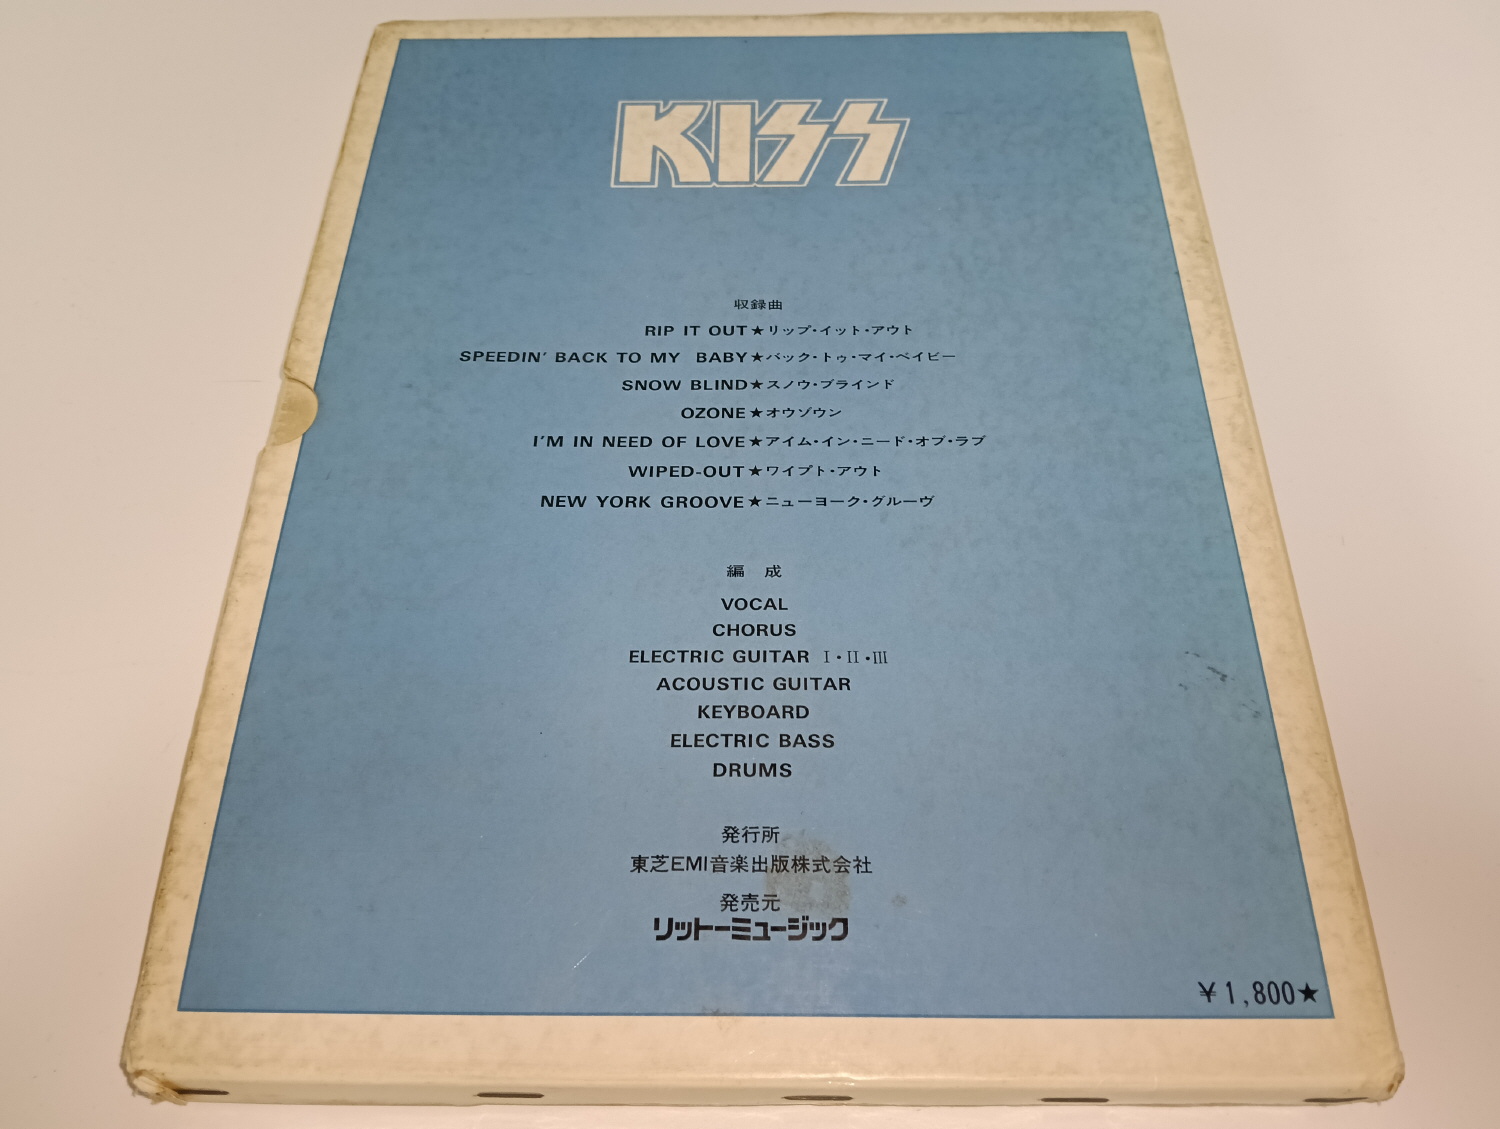 KISS
収録曲
RIP IT OUT★リップ・イット・アウト
SPEEDIN' BACK TO MY BABY★バック・トゥ・マイ・ベイビー
SNOW BLIND★スノウ・ブラインド
OZONE★オウゾウン
I'M IN NEED OF LOVE★アイム・イン・ニード・オブ・ラブ
WIPED-OUT★ワイプト・アウト
NEW YORK GROOVE★ニューヨーク・グルーヴ
編 成
VOCAL
CHORUS
ELECTRIC GUITAR Ⅰ・Ⅱ・Ⅲ
ACOUSTIC GUITAR
KEYBOARD
ELECTRIC BASS
DRUMS
発行所
東芝EMI音楽出版株式会社
発売元
リットーミュージック
￥1,800★